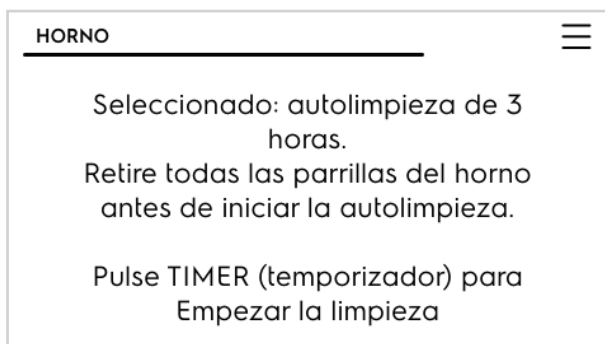 HORNO
Seleccionado: autolimpieza de 3
horas.
Retire todas las parrillas del horno
antes de iniciar la autolimpieza.
Pulse TIMER (temporizador) para
Empezar la limpieza